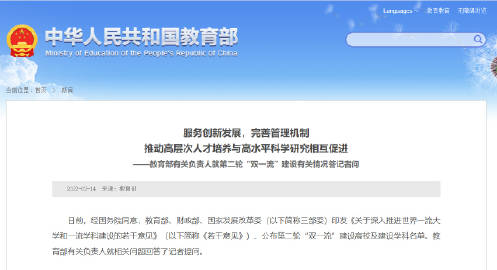 Languages
无障碍浏览
中华人民共和国教育部
Ministry of Education of the People's Republic of China
当前位置：首页 > 新闻
服务创新发展，完善管理机制
推动高层次人才培养与高水平科学研究相互促进
——教育部有关负责人就第二轮“双一流”建设有关情况答记者问
2022-02-14 来源：教育部
日前，经国务院同意，教育部、财政部、国家发展改革委（以下简称三部委）印发《关于深入推进世界一流大
学和一流学科建设的若干意见》（以下简称《若干意见》），公布第二轮“双一流”建设高校及建设学科名单。教
育部有关负责人就相关问题回答了记者提问。